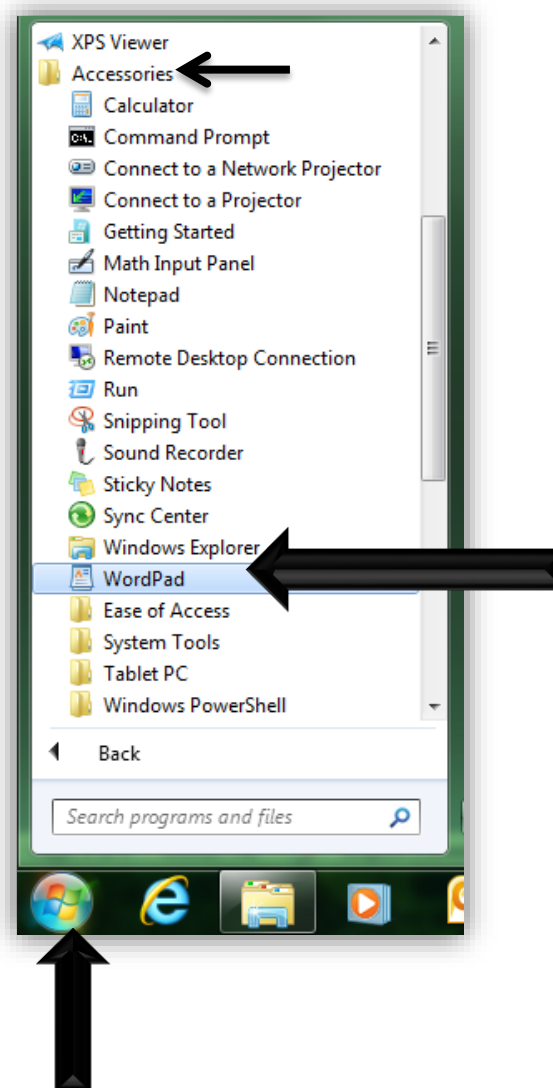 XPS Viewer
Accessories
Calculator
Command Prompt
Connect to a Network Projector
Connect to a Projector
Getting Started
Math Input Panel
Notepad
Paint
Remote Desktop Connection
Run
Snipping Tool
Sound Recorder
Sticky Notes
Sync Center
Windows Explorer
WordPad
Ease of Access
System Tools
Tablet PC
Windows PowerShell
Back
Search programs and files